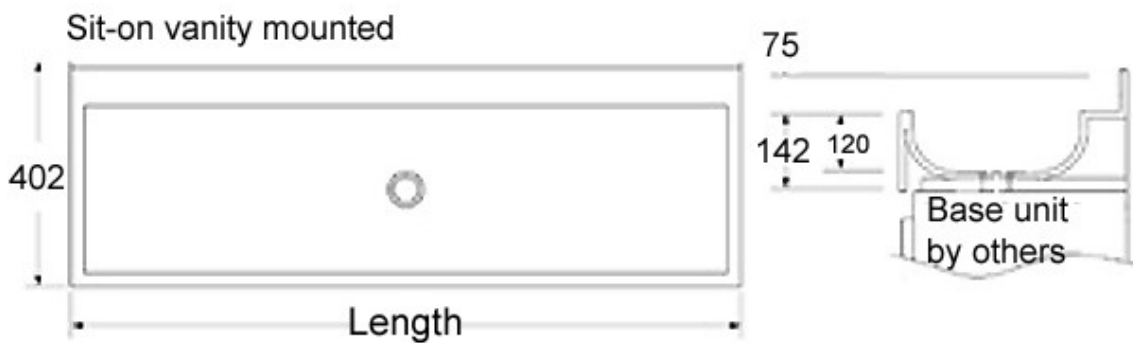 Sit-on vanity mounted
75
402
142
120
Base unit
by others
Length